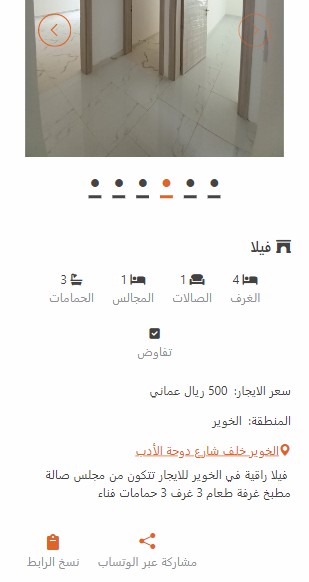 فيلا
4 1 1 3
الغرف الصالات المجالس الحمامات
تفاوض
سعر الايجار: 500 ريال عماني
المنطقة: الخوير
الخوير خلف شارع دوحة الأدب
فيلا راقية في الخوير للايجار تتكون من مجلس صالة
مطبخ غرفة طعام 3 غرف 3 حمامات فناء
مشاركة عبر الوتساب نسخ الرابط